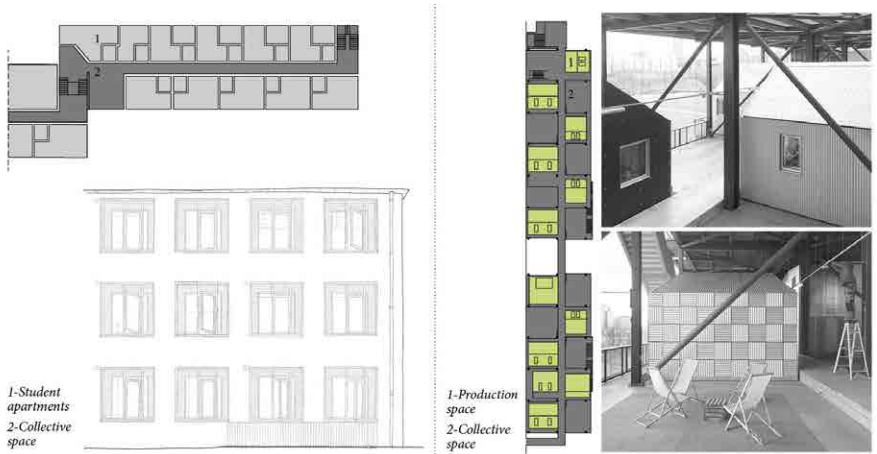 1
2
1-Student
apartments
2-Collective
space
1
2
1-Production
space
2-Collective
space